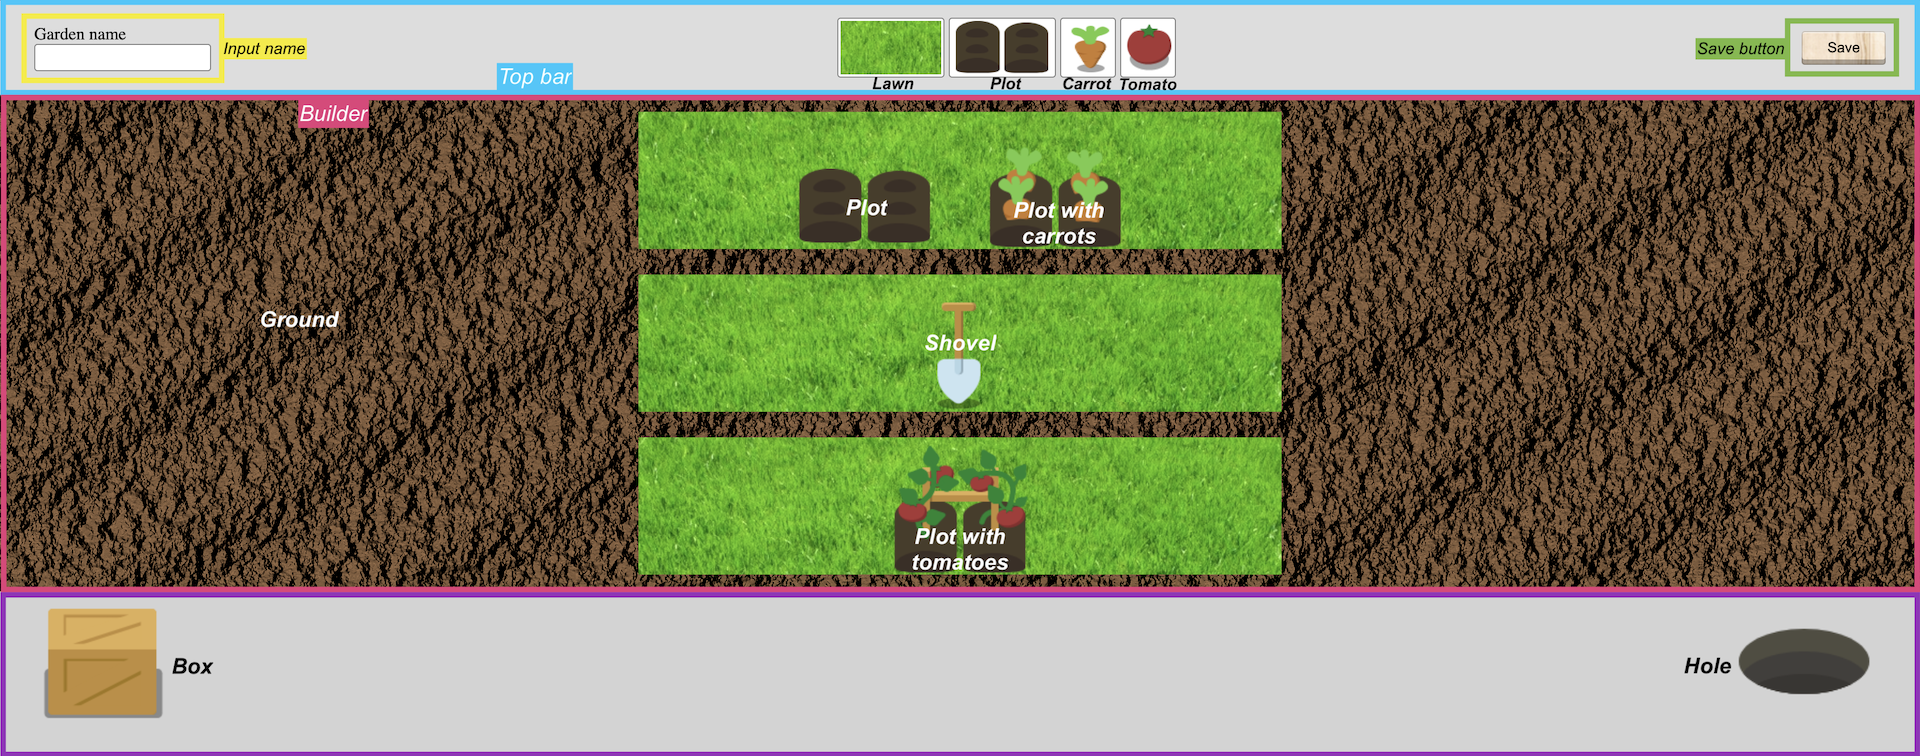 Garden name
Input name
Top bar
Lawn
Plot
Carrot
Tomato
Save button
Save
Builder
Plot
Plot with
carrots
Ground
Shovel
Plot with
tomatoes
Box
Hole